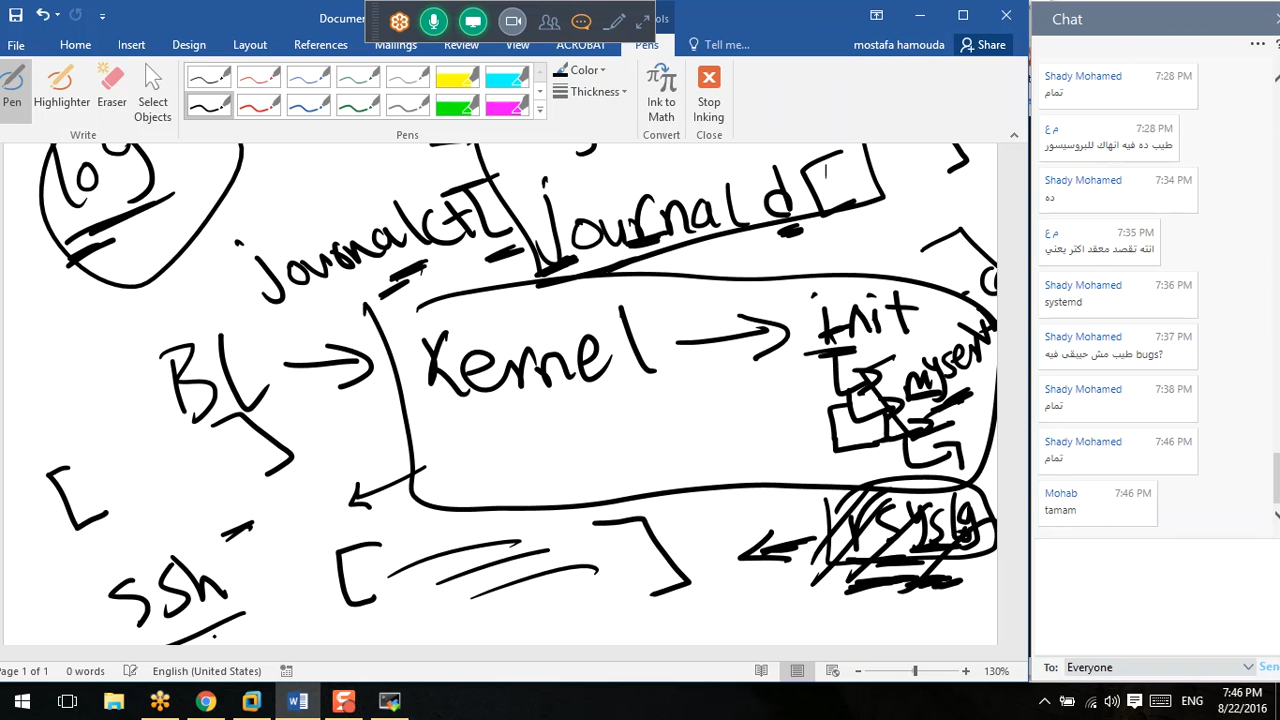 Documen
ols
File
Home
Insert
Design
Layout
References
Mailings
Review
View
ACROBAT
Pens
Tell me...
mostafa hamouda
Share
Pen
Highlighter
Eraser
Select Objects
Color
Thickness
Ink to Math
Stop Inking
Write
Pens
Convert
Close
log
journalctl
journald
BL
Kernel
init
myserv
rsyslg
ssh
Page 1 of 1
0 words
English (United States)
130%
Chat
Shady Mohamed 7:26 PM
تمام
م ع 7:28 PM
طيب ده فيه انهاك للبروسيسور
Shady Mohamed 7:34 PM
ده
م ع 7:35 PM
انته تقصد معقد اكتر يعني
Shady Mohamed 7:36 PM
systemd
Shady Mohamed 7:37 PM
طيب مش حيبقى فيه bugs?
Shady Mohamed 7:38 PM
تمام
Shady Mohamed 7:46 PM
تمام
Mohab 7:46 PM
tamam
To: Everyone
Sen
ENG
7:46 PM
8/22/2016